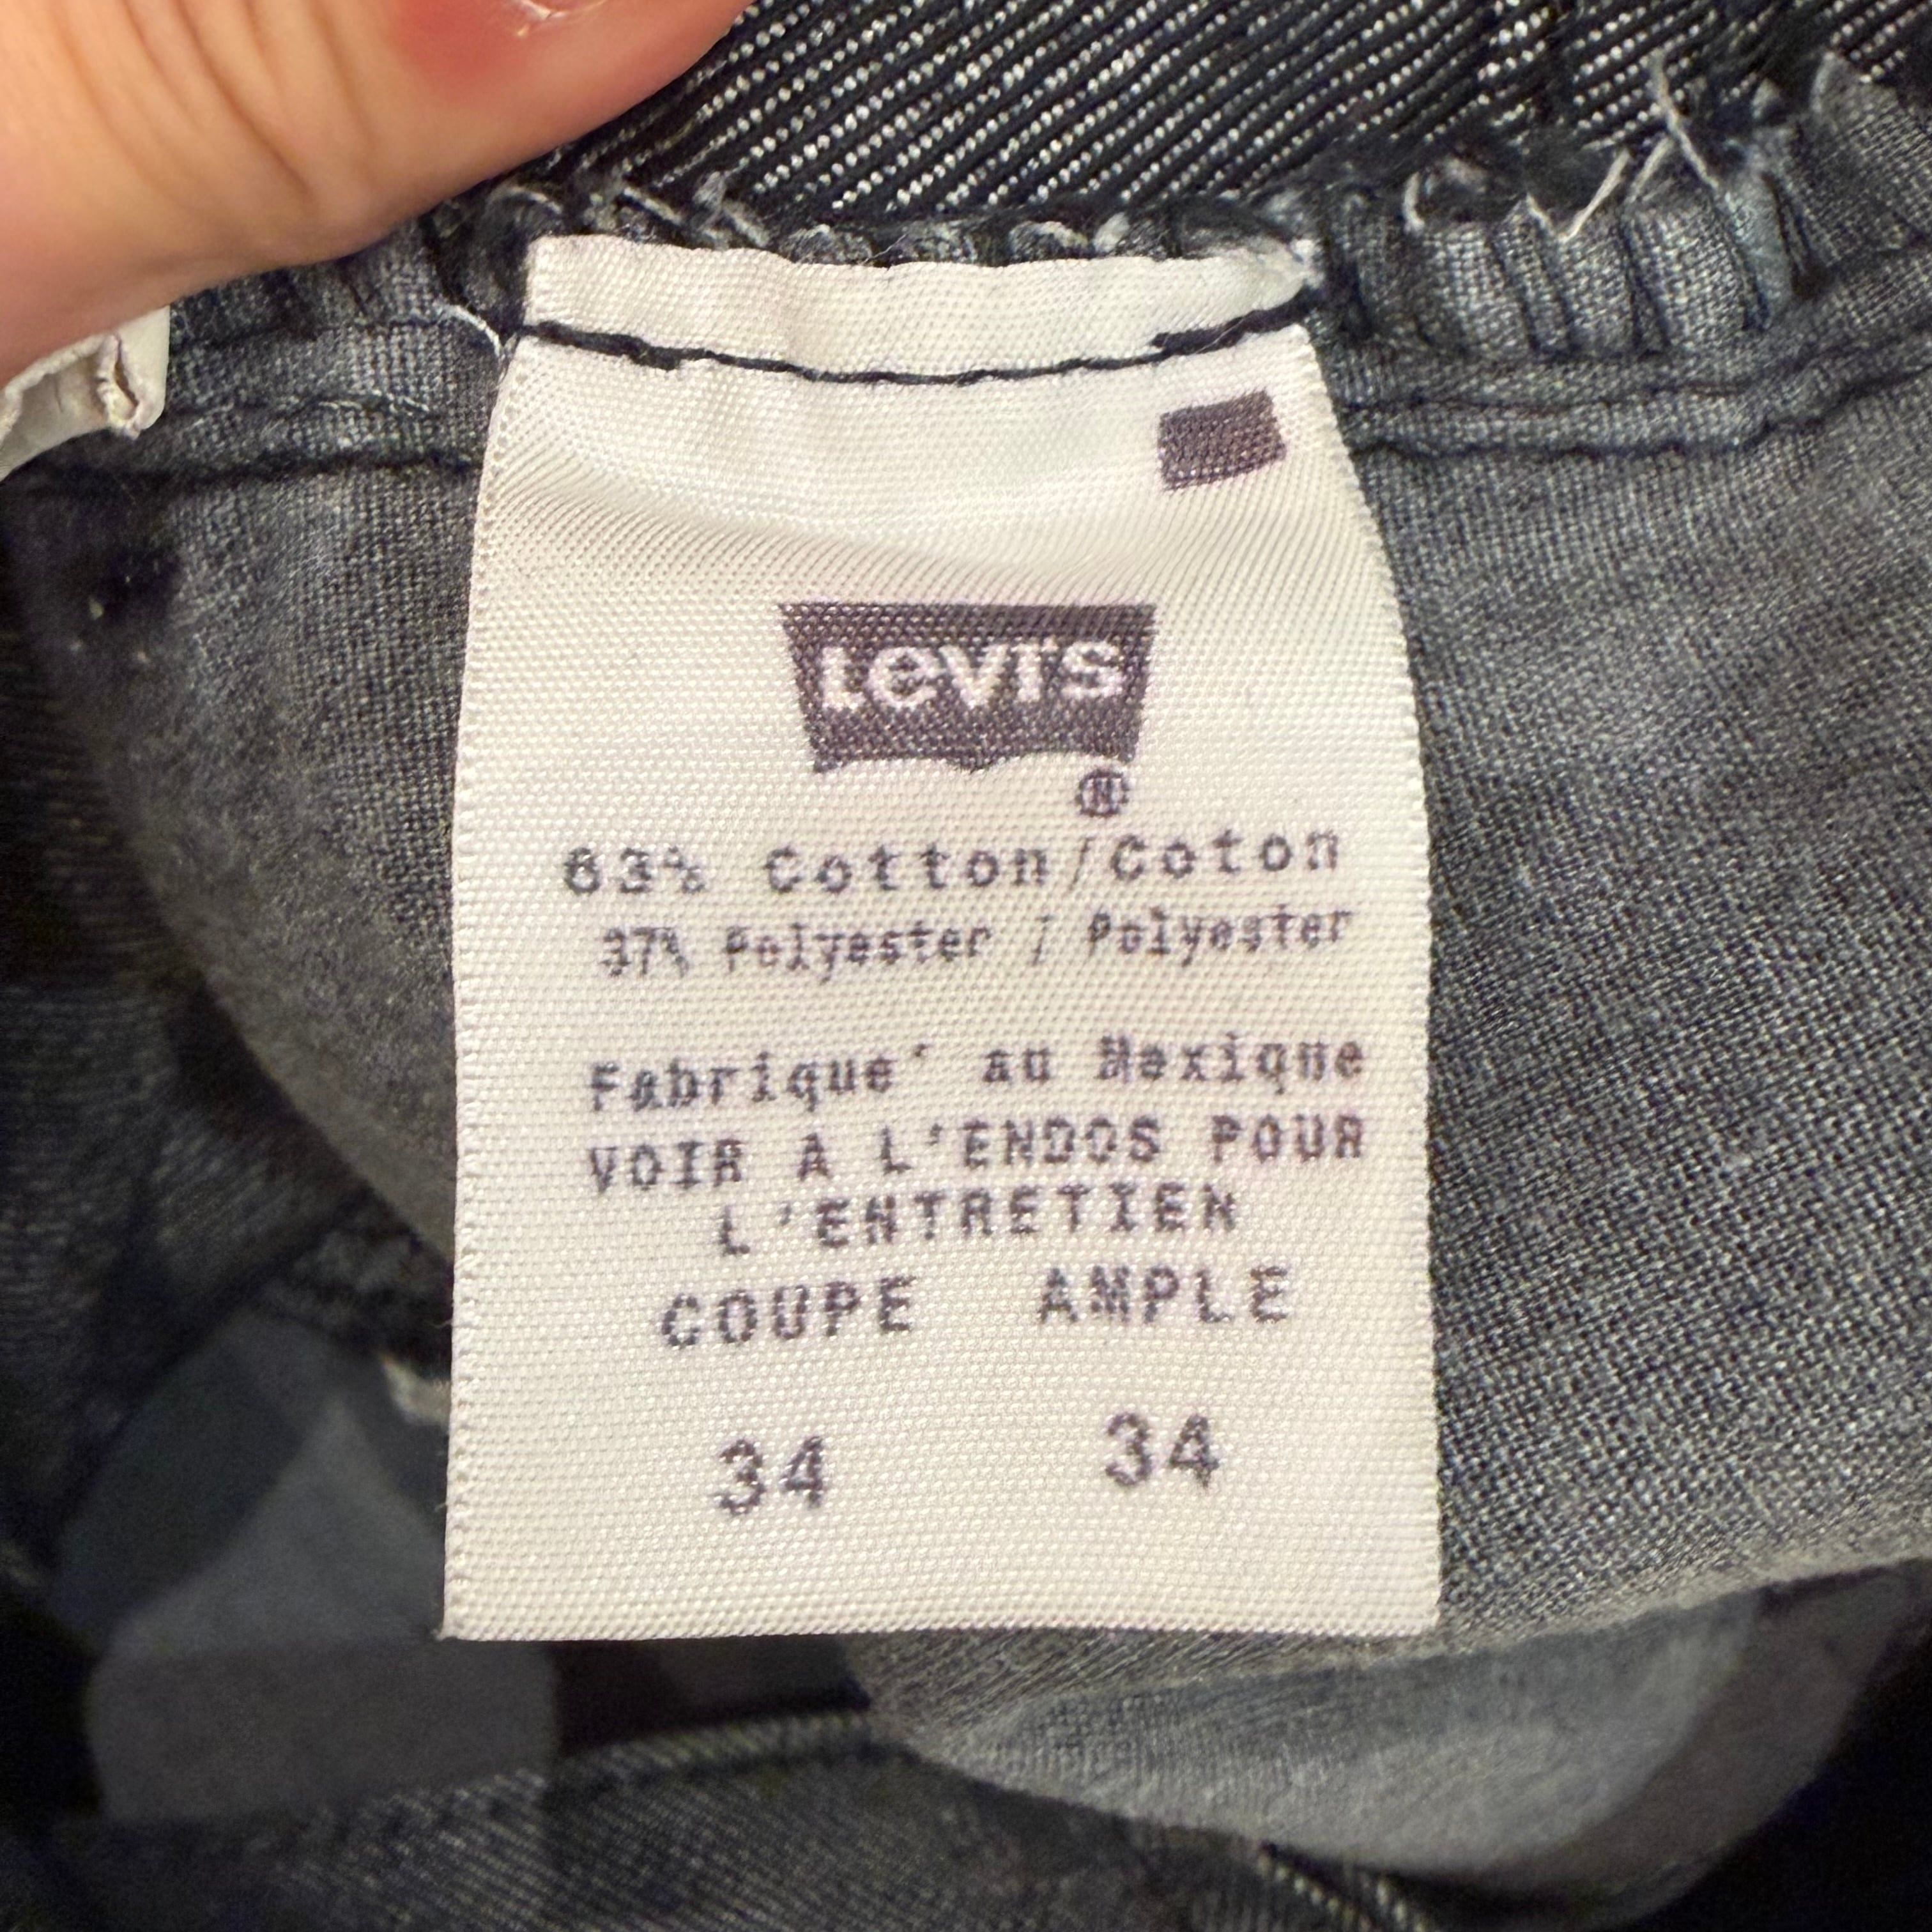 Levi's
®
63% Cotton/Coton
37% Polyester / Polyester
Fabrique' au Mexique
VOIR A L'ENDOS POUR
L'ENTRETIEN
COUPE AMPLE
34 34